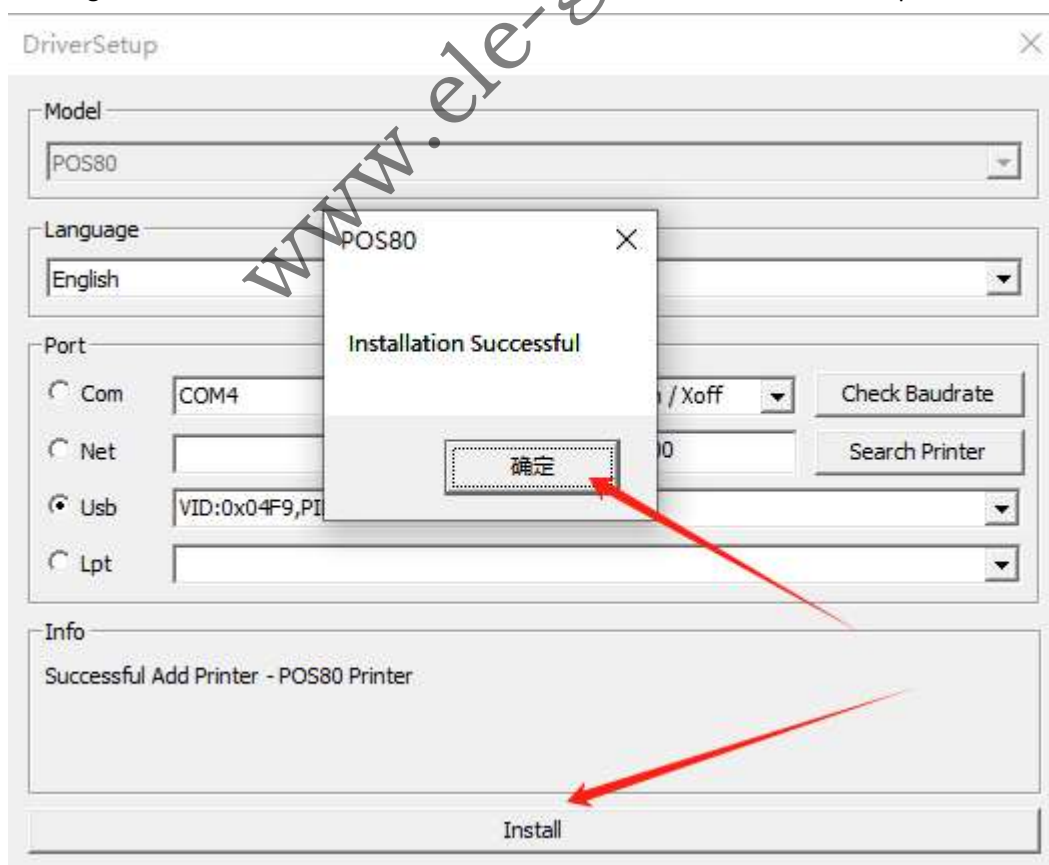 DriverSetup
Model
POS80
Language
English
POS80
Installation Successful
确定
Port
Com
COM4
/ Xoff
Check Baudrate
Net
Search Printer
Usb
VID:0x04F9,PI
Lpt
Info
Successful Add Printer - POS80 Printer
Install
www.ele-g